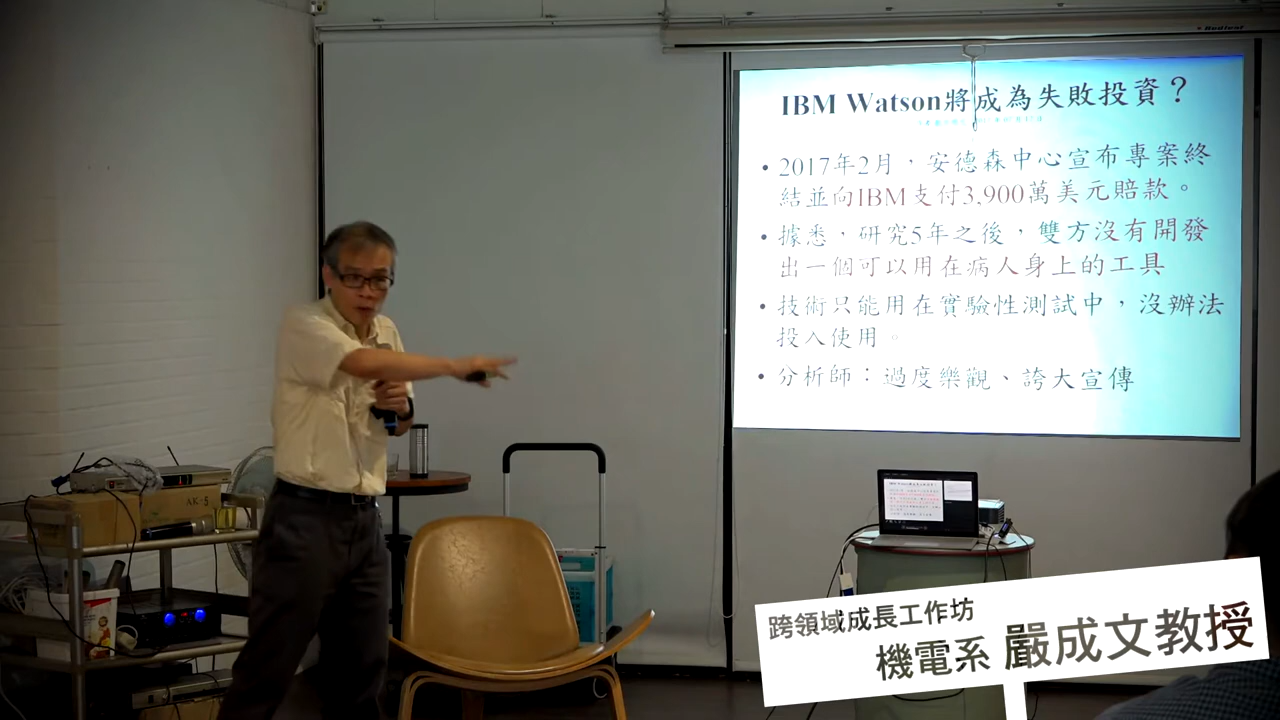 IBM Watson將成為失敗投資？
• 2017年2月，安德森中心宣布專案終
結並向IBM支付3,900萬美元賠款。
• 據悉，研究5年之後，雙方沒有開發
出一個可以用在病人身上的工具
• 技術只能用在實驗性測試中，沒辦法
投入使用。
• 分析師：過度樂觀、誇大宣傳
AK-5
跨領域成長工作坊
機電系 嚴成文教授